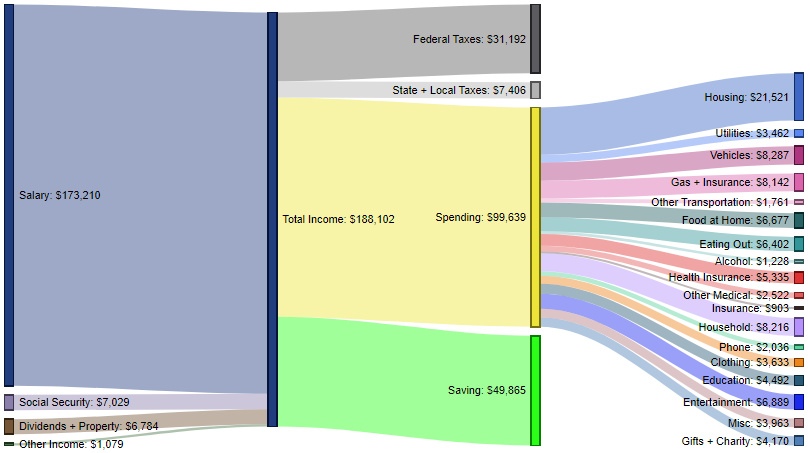 Salary: $173,210
Social Security: $7,029
Dividends + Property: $6,784
Other Income: $1,079
Total Income: $188,102
Federal Taxes: $31,192
State + Local Taxes: $7,406
Spending: $99,639
Saving: $49,865
Housing: $21,521
Utilities: $3,462
Vehicles: $8,287
Gas + Insurance: $8,142
Other Transportation: $1,761
Food at Home: $6,677
Eating Out: $6,402
Alcohol: $1,228
Health Insurance: $5,335
Other Medical: $2,522
Insurance: $903
Household: $8,216
Phone: $2,036
Clothing: $3,633
Education: $4,492
Entertainment: $6,889
Misc: $3,963
Gifts + Charity: $4,170